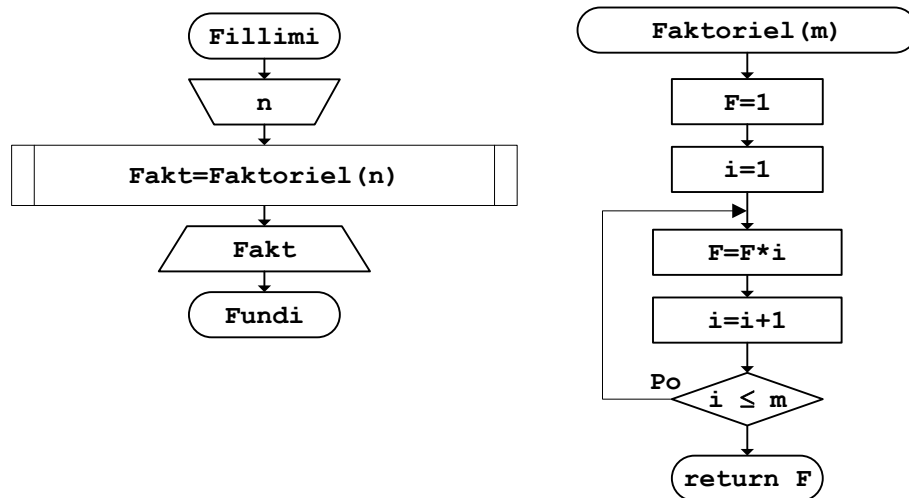 Fillimi
n
Fakt=Faktoriel(n)
Fakt
Fundi
Faktoriel(m)
F=1
i=1
F=F*i
i=i+1
Po
i ≤ m
return F